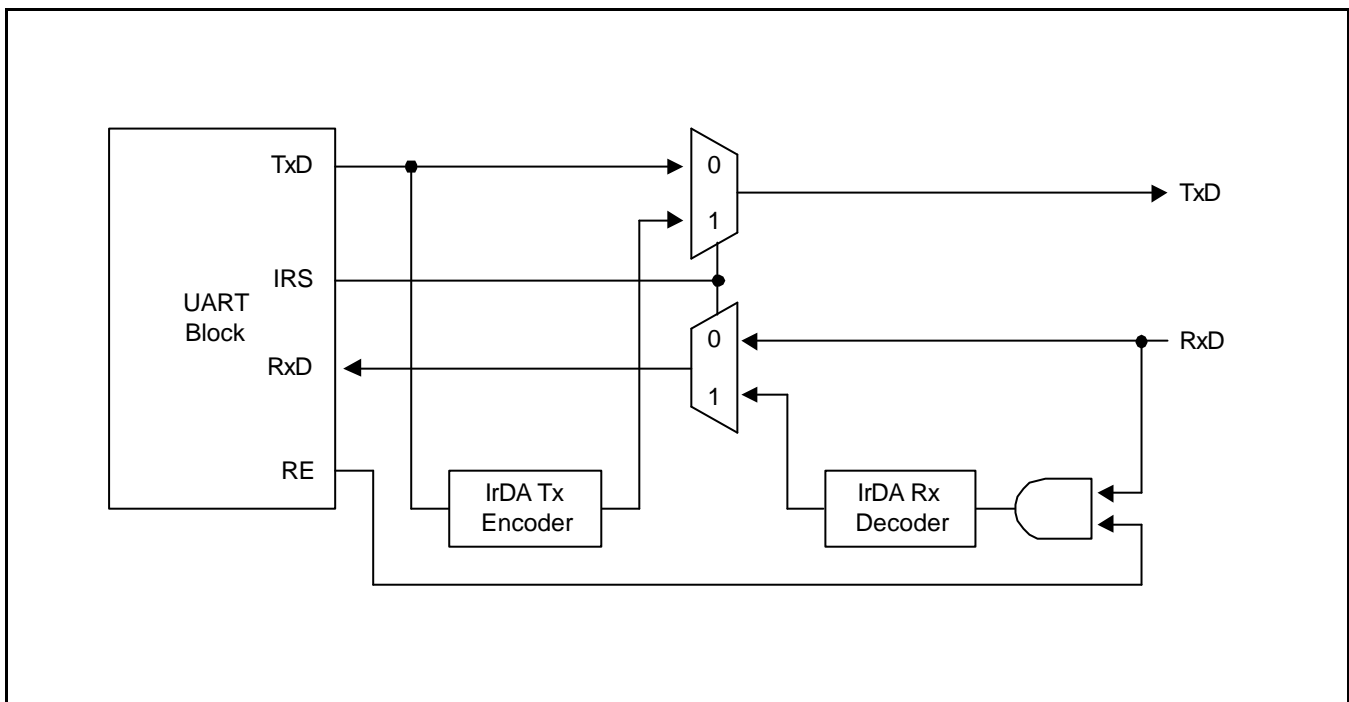 TxD
0
TxD
1
IRS
UART
Block
0
RxD
RxD
1
RE
IrDA Tx
Encoder
IrDA Rx
Decoder